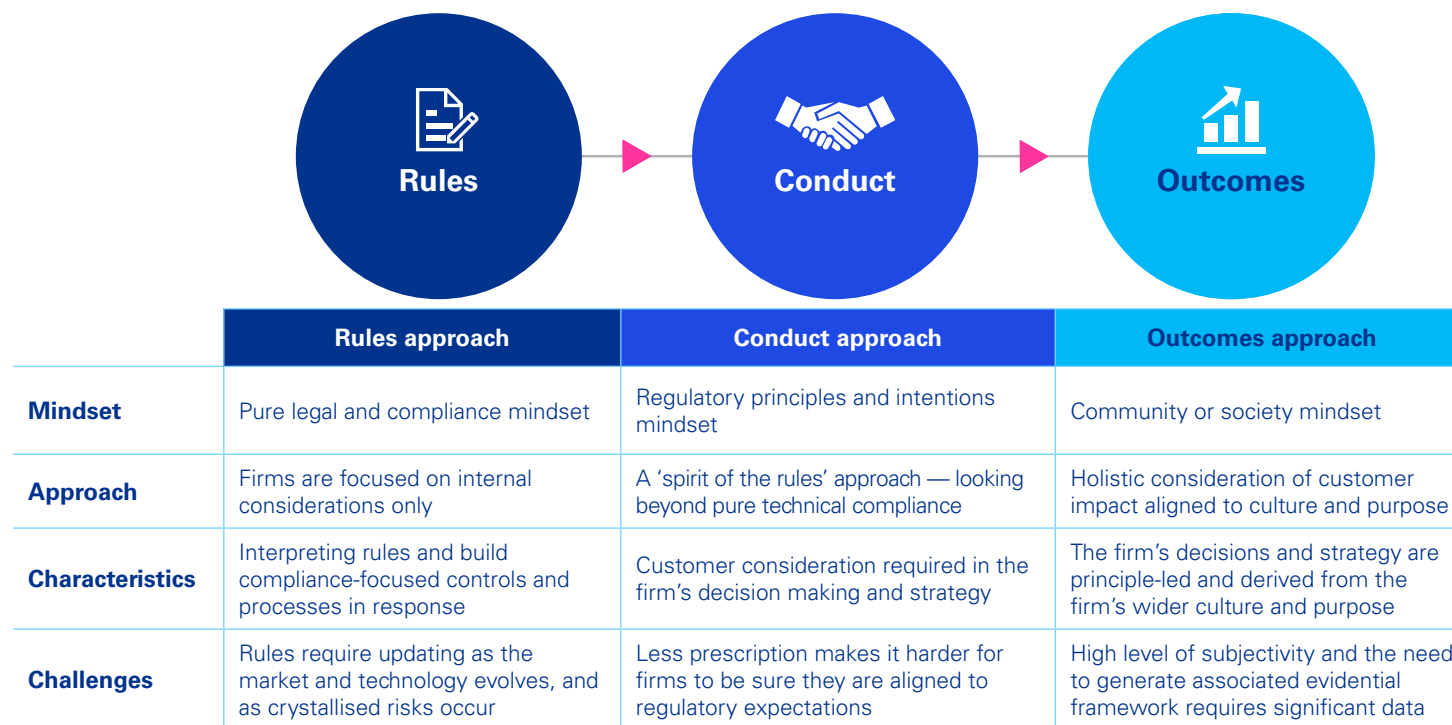 Rules
Conduct
Outcomes
Rules approach
Conduct approach
Outcomes approach
Mindset
Pure legal and compliance mindset
Regulatory principles and intentions
mindset
Community or society mindset
Approach
Firms are focused on internal
considerations only
A ‘spirit of the rules’ approach — looking
beyond pure technical compliance
Holistic consideration of customer
impact aligned to culture and purpose
Characteristics
Interpreting rules and build
compliance-focused controls and
processes in response
Customer consideration required in the
firm’s decision making and strategy
The firm’s decisions and strategy are
principle-led and derived from the
firm’s wider culture and purpose
Challenges
Rules require updating as the
market and technology evolves, and
as crystallised risks occur
Less prescription makes it harder for
firms to be sure they are aligned to
regulatory expectations
High level of subjectivity and the need
to generate associated evidential
framework requires significant data